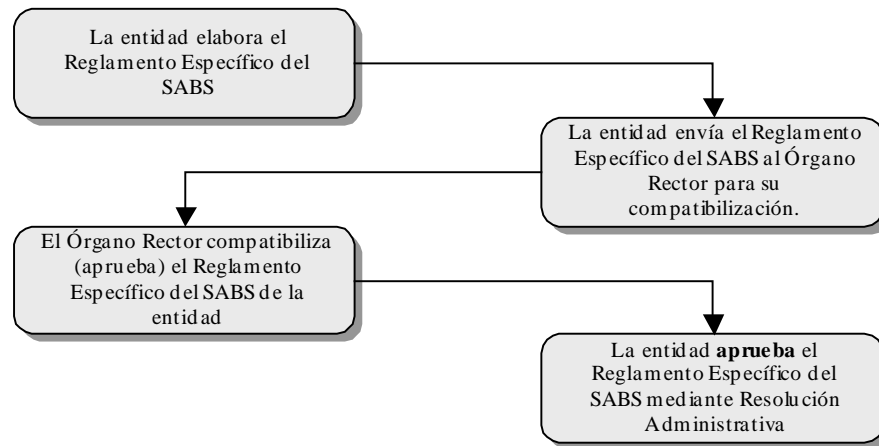 La entidad elabora el
Reglamento Específico del
SABS
La entidad envía el Reglamento
Específico del SABS al Órgano
Rector para su
compatibilización.
El Órgano Rector compatibiliza
(aprueba) el Reglamento
Específico del SABS de la
entidad
La entidad aprueba el
Reglamento Específico del
SABS mediante Resolución
Administrativa